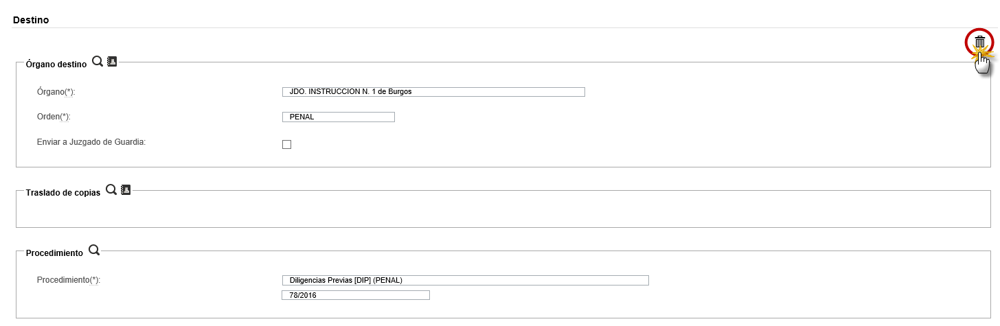 Destino
Órgano destino
Órgano(*):
JDO. INSTRUCCION N. 1 de Burgos
Orden(*):
PENAL
Enviar a Juzgado de Guardia:
Traslado de copias
Procedimiento
Procedimiento(*):
Diligencias Previas [DIP] (PENAL)
78/2016